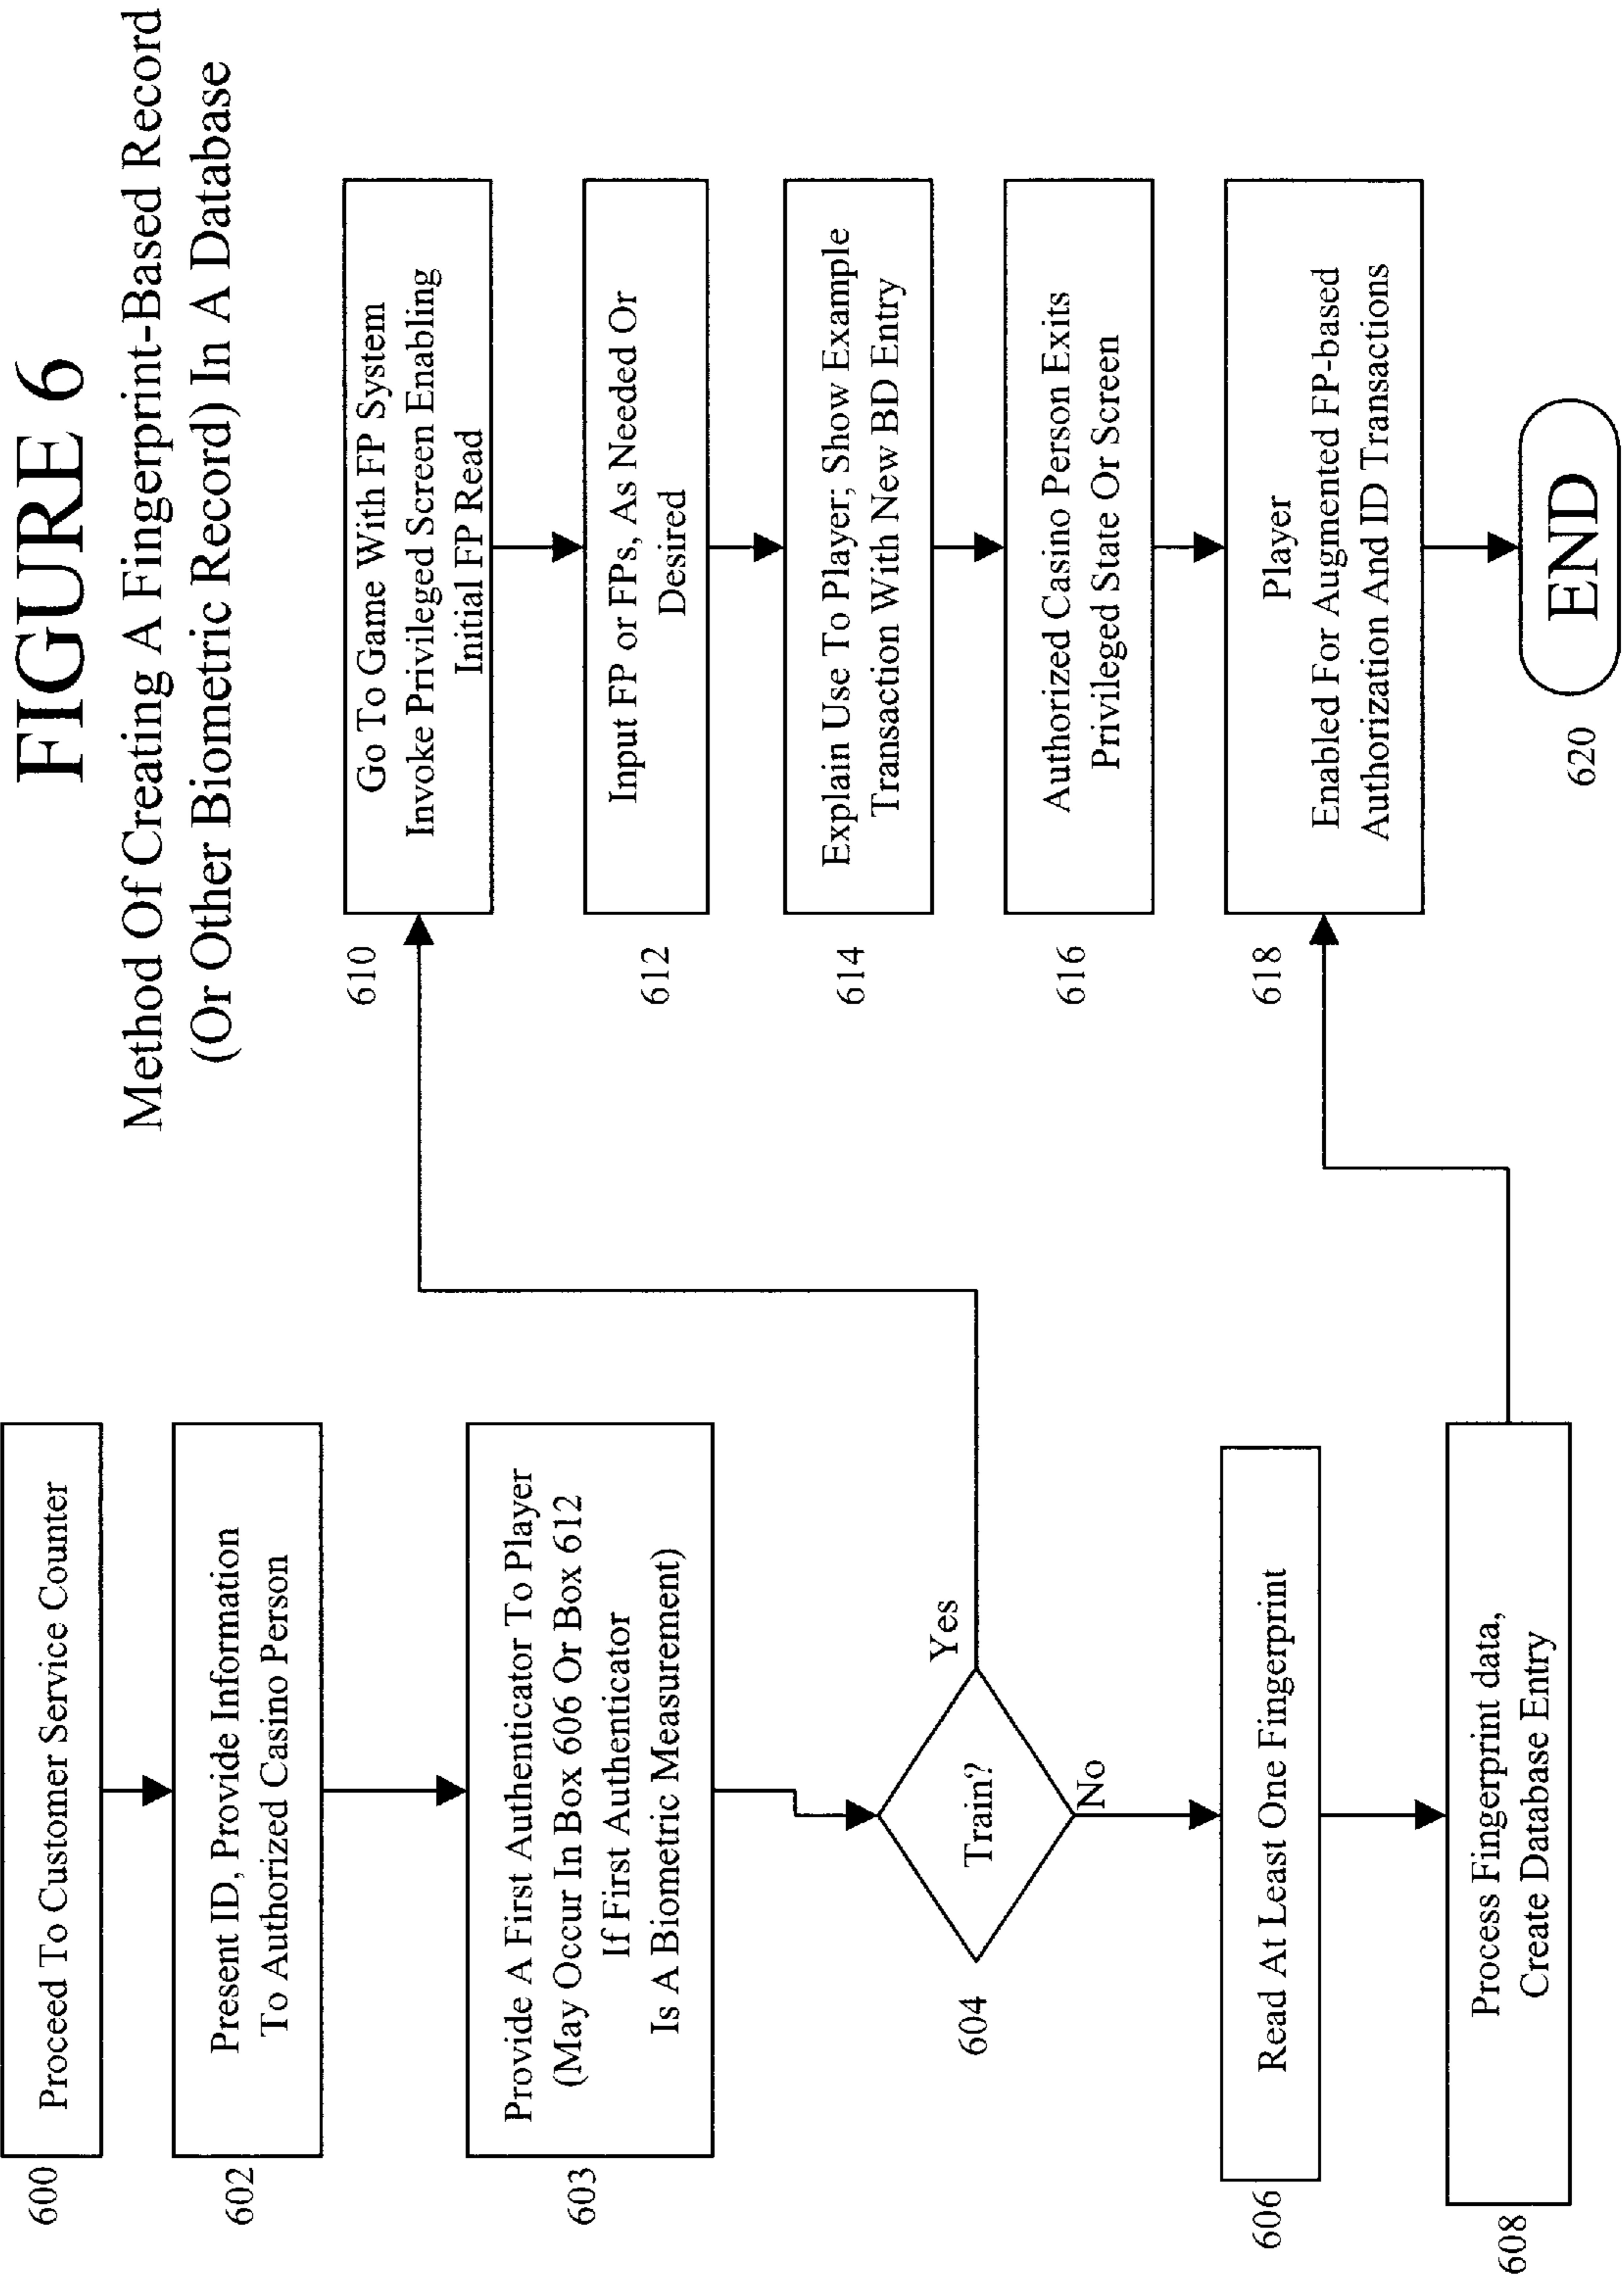 FIGURE 6
Method Of Creating A Fingerprint-Based Record
(Or Other Biometric Record) In A Database
600
Proceed To Customer Service Counter
602
Present ID, Provide Information
To Authorized Casino Person
603
Provide A First Authenticator To Player
(May Occur In Box 606 Or Box 612
If First Authenticator
Is A Biometric Measurement)
604
Train?
Yes
No
606
Read At Least One Fingerprint
608
Process Fingerprint data,
Create Database Entry
610
Go To Game With FP System
Invoke Privileged Screen Enabling
Initial FP Read
612
Input FP or FPs, As Needed Or
Desired
614
Explain Use To Player; Show Example
Transaction With New BD Entry
616
Authorized Casino Person Exits
Privileged State Or Screen
618
Player
Enabled For Augmented FP-based
Authorization And ID Transactions
620
END